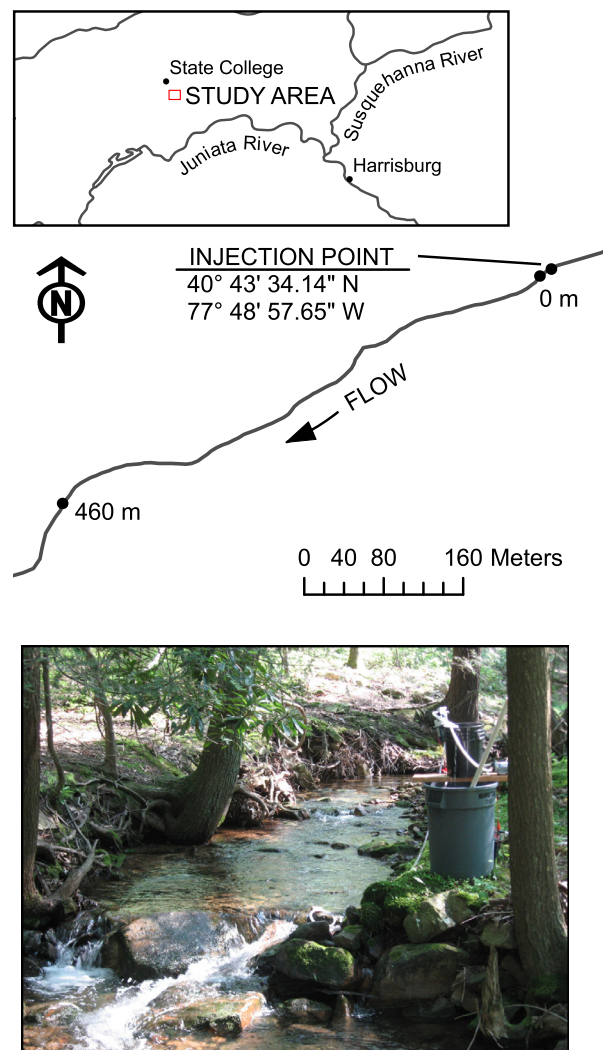 State College
STUDY AREA
Susquehanna River
Juniata River
Harrisburg
INJECTION POINT
40° 43' 34.14" N
77° 48' 57.65" W
0 m
N
FLOW
460 m
0 40 80 160 Meters